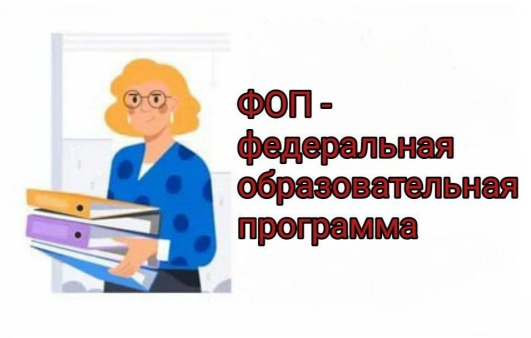 ФОП -
федеральная
образовательная
программа